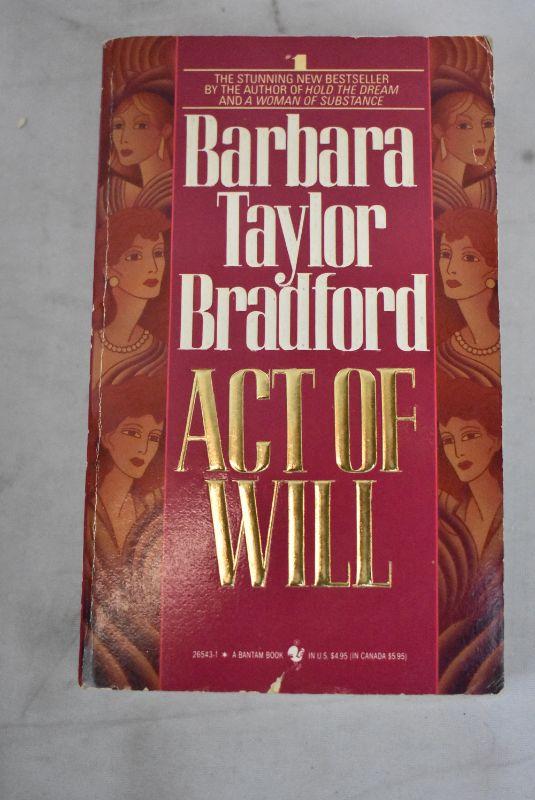 #1
THE STUNNING NEW BESTSELLER
BY THE AUTHOR OF HOLD THE DREAM
AND A WOMAN OF SUBSTANCE
Barbara
Taylor
Bradford
ACT OF
WILL
26543-1 * A BANTAM BOOK IN U.S. $4.95 (IN CANADA $5.95)